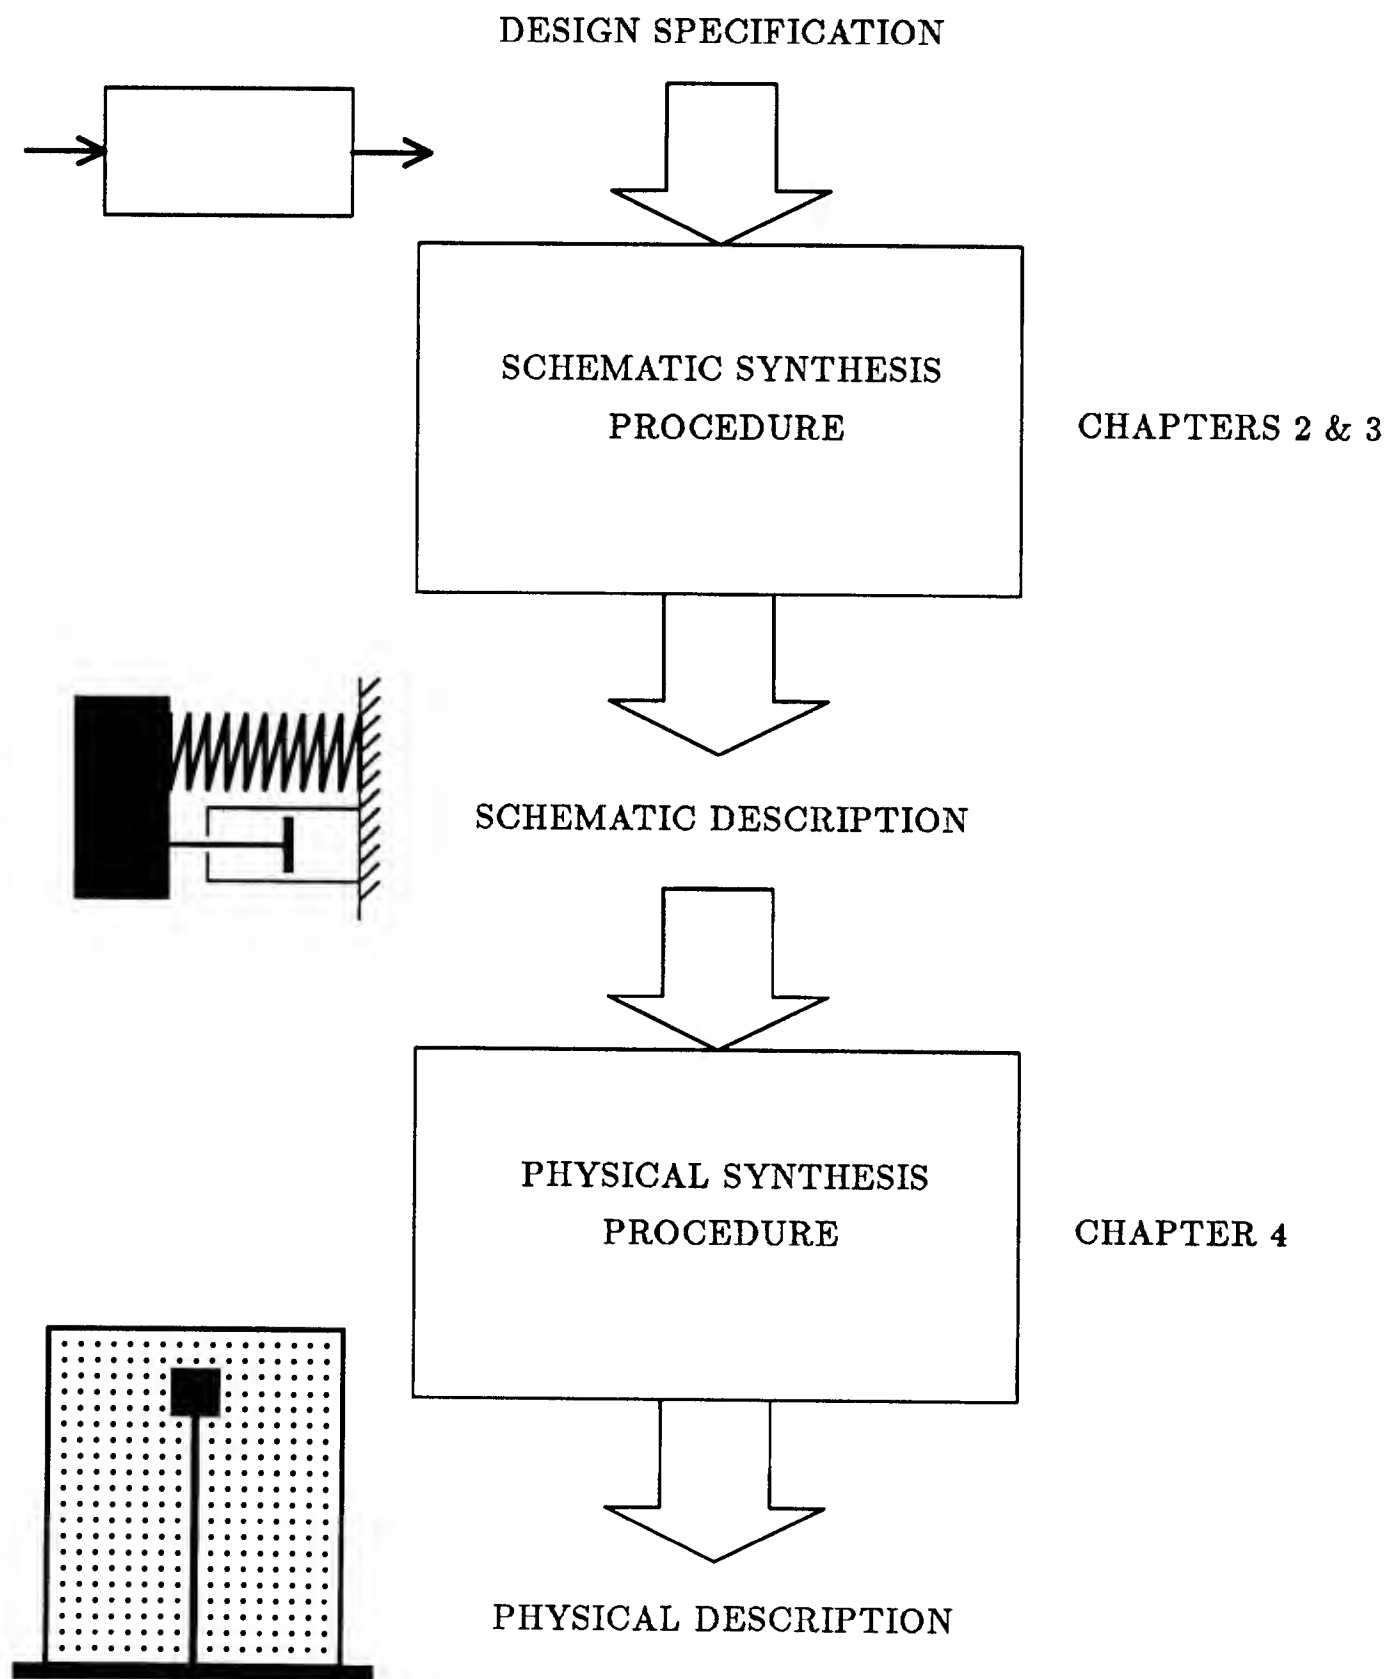 DESIGN SPECIFICATION
SCHEMATIC SYNTHESIS
PROCEDURE
CHAPTERS 2 & 3
SCHEMATIC DESCRIPTION
PHYSICAL SYNTHESIS
PROCEDURE
CHAPTER 4
PHYSICAL DESCRIPTION